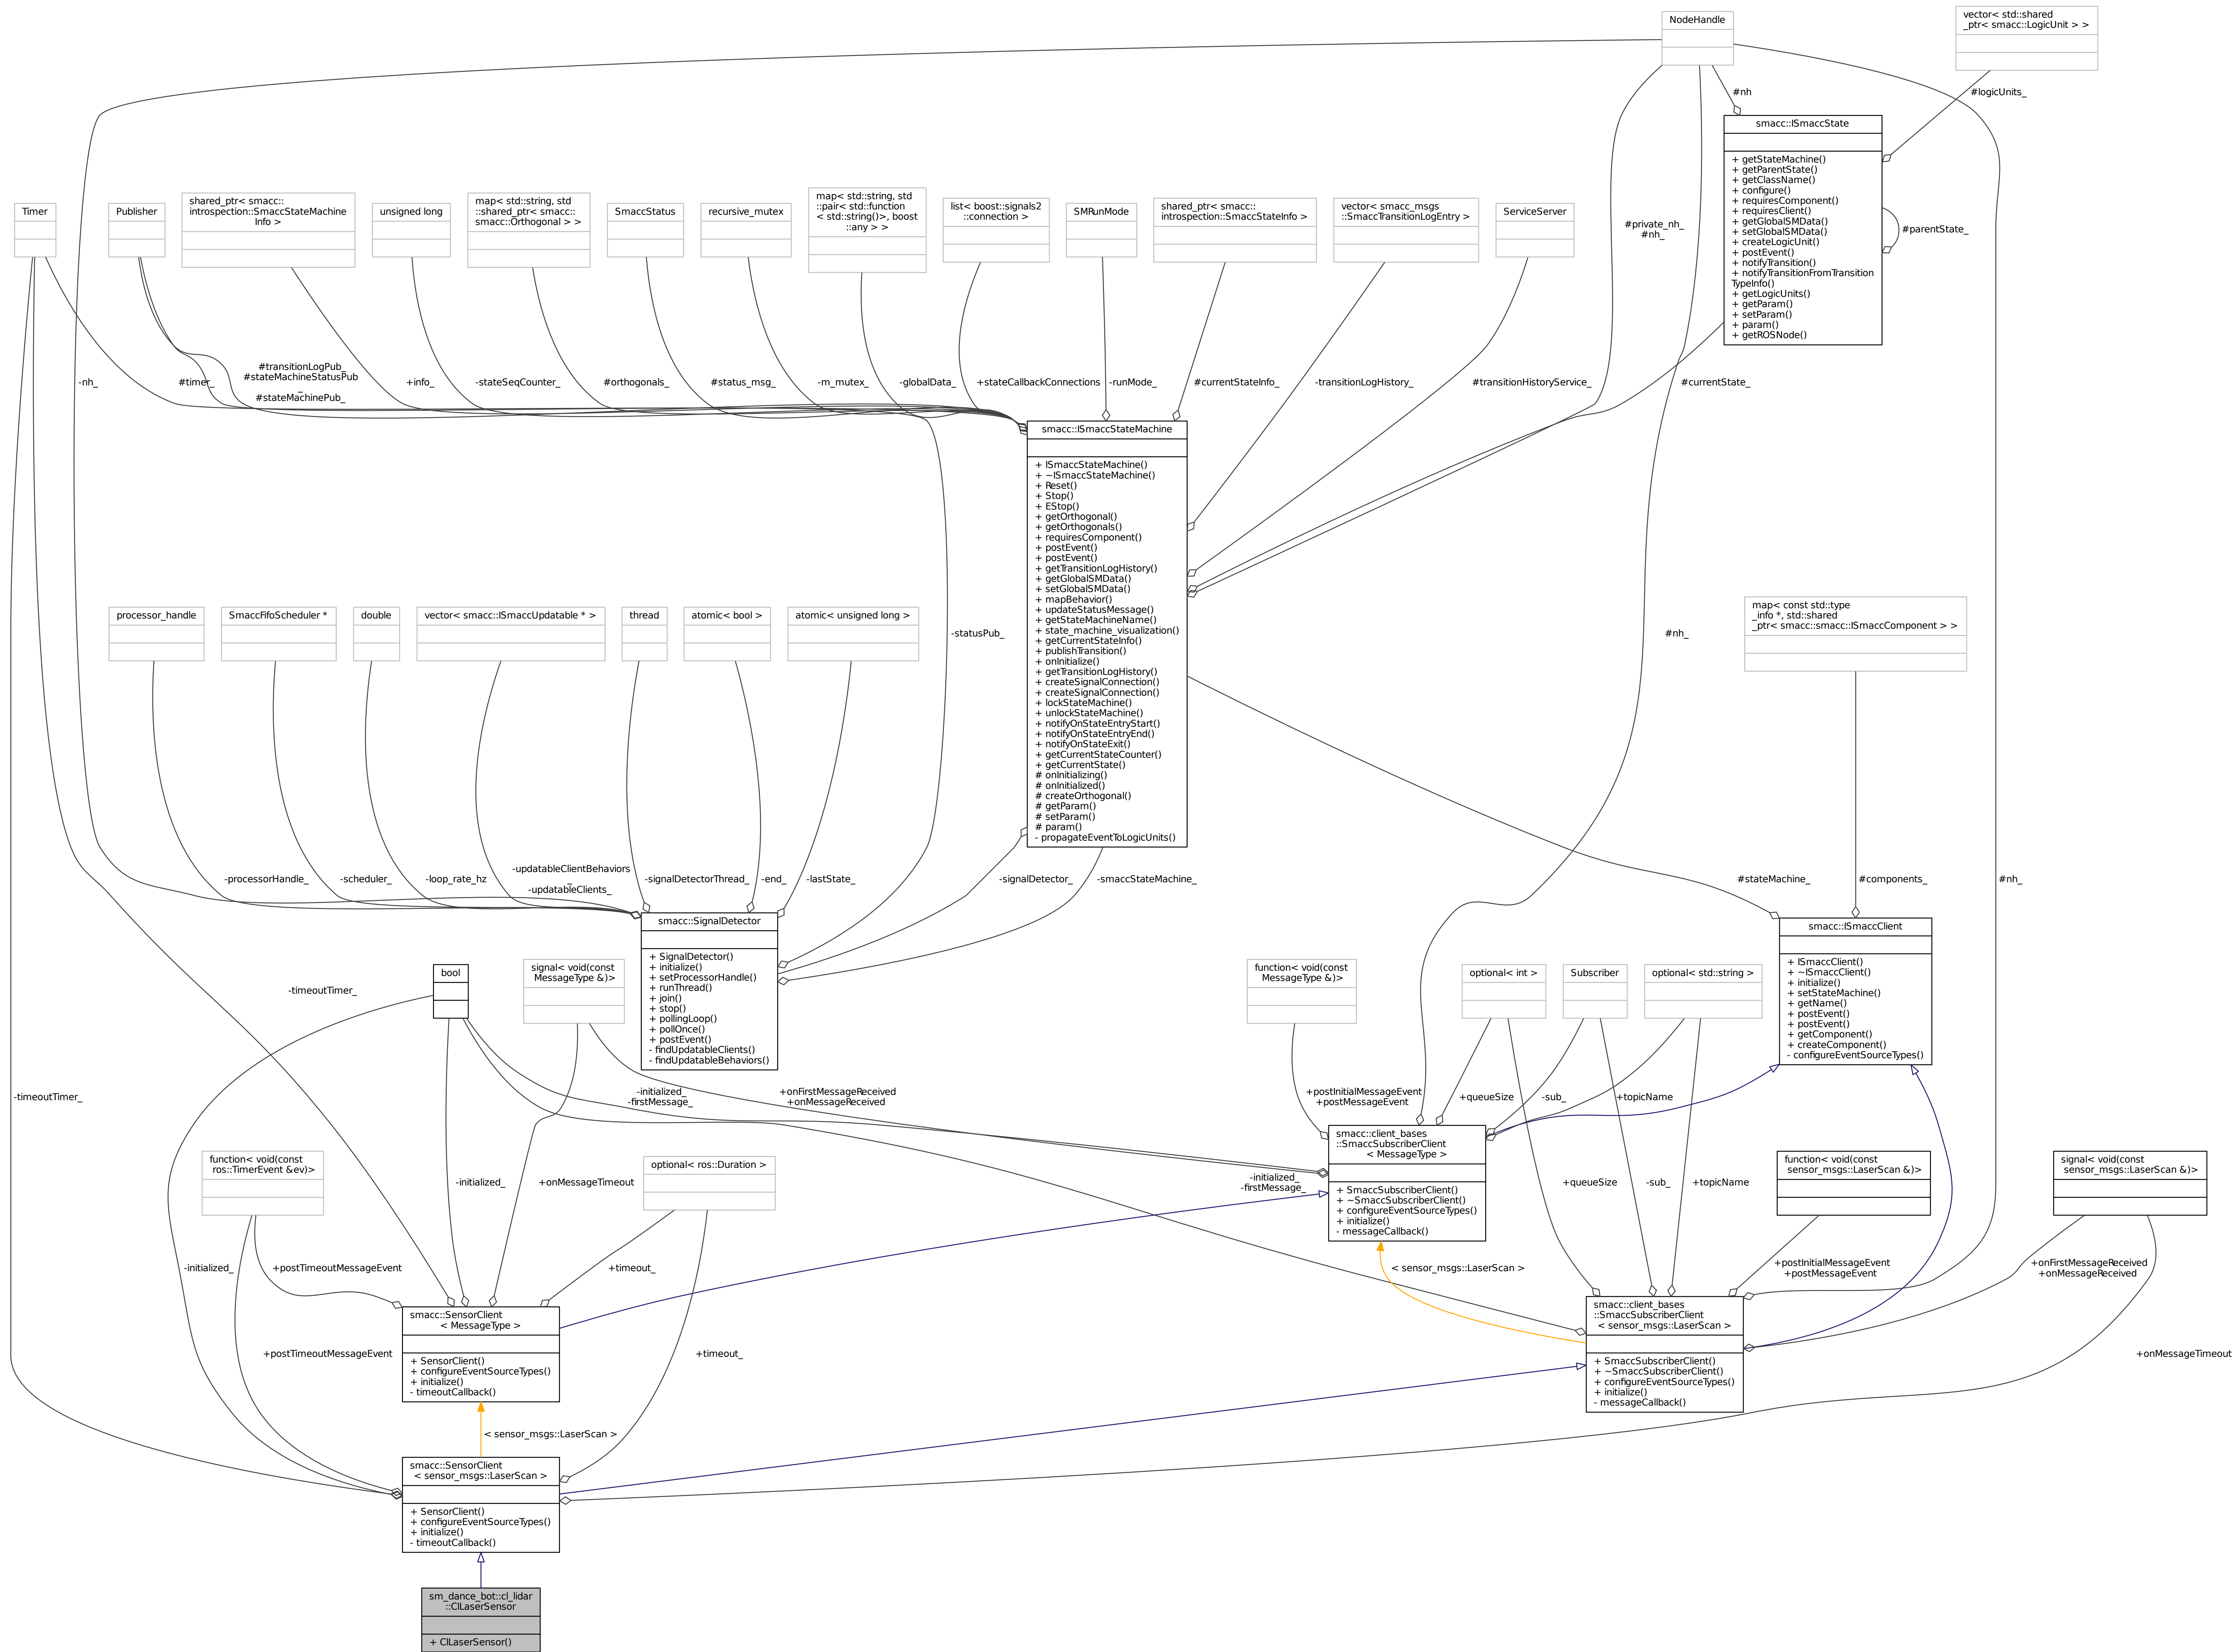 NodeHandle
vector< std::shared
_ptr< smacc::LogicUnit > >
#nh
#logicUnits_
smacc::ISmaccState
+ getStateMachine()
+ getParentState()
+ getClassName()
+ configure()
+ requiresComponent()
+ requiresClient()
+ getGlobalSMData()
+ setGlobalSMData()
+ createLogicUnit()
+ postEvent()
+ notifyTransition()
+ notifyTransitionFromTransition
TypeInfo()
+ getLogicUnits()
+ getParam()
+ setParam()
+ param()
+ getROSNode()
#parentState_
#private_nh_
#nh_
Timer
Publisher
shared_ptr< smacc::
introspection::SmaccStateMachine
Info >
unsigned long
map< std::string, std
::shared_ptr< smacc::
smacc::Orthogonal > >
SmaccStatus
recursive_mutex
map< std::string, std
::pair< std::function
< std::string()>, boost
::any > >
list< boost::signals2
::connection >
SMRunMode
shared_ptr< smacc::
introspection::SmaccStateInfo >
vector< smacc_msgs
::SmaccTransitionLogEntry >
ServiceServer
-nh_
#timer_
#transitionLogPub_
#stateMachineStatusPub
_
#stateMachinePub_
+info_
-stateSeqCounter_
#orthogonals_
#status_msg_
-m_mutex_
-globalData_
+stateCallbackConnections
-runMode_
#currentStateInfo_
-transitionLogHistory_
#transitionHistoryService_
#currentState_
smacc::ISmaccStateMachine
+ ISmaccStateMachine()
+ ~ISmaccStateMachine()
+ Reset()
+ Stop()
+ EStop()
+ getOrthogonal()
+ getOrthogonals()
+ requiresComponent()
+ postEvent()
+ postEvent()
+ getTransitionLogHistory()
+ getGlobalSMData()
+ setGlobalSMData()
+ mapBehavior()
+ updateStatusMessage()
+ getStateMachineName()
+ state_machine_visualization()
+ getCurrentStateInfo()
+ publishTransition()
+ onInitialize()
+ getTransitionLogHistory()
+ createSignalConnection()
+ createSignalConnection()
+ lockStateMachine()
+ unlockStateMachine()
+ notifyOnStateEntryStart()
+ notifyOnStateEntryEnd()
+ notifyOnStateExit()
+ getCurrentStateCounter()
+ getCurrentState()
# onInitializing()
# onInitialized()
# createOrthogonal()
# getParam()
# setParam()
# param()
- propagateEventToLogicUnits()
processor_handle
SmaccFifoScheduler *
double
vector< smacc::ISmaccUpdatable * >
thread
atomic< bool >
atomic< unsigned long >
-statusPub_
#nh_
map< const std::type
_info *, std::shared
_ptr< smacc::smacc::ISmaccComponent > >
-processorHandle_
-scheduler_
-loop_rate_hz
-updatableClientBehaviors
_
-updatableClients_
-signalDetectorThread_
-end_
-lastState_
-signalDetector_
-smaccStateMachine_
#stateMachine_
#components_
#nh_
smacc::SignalDetector
+ SignalDetector()
+ initialize()
+ setProcessorHandle()
+ runThread()
+ join()
+ stop()
+ pollingLoop()
+ pollOnce()
+ postEvent()
- findUpdatableClients()
- findUpdatableBehaviors()
smacc::ISmaccClient
+ ISmaccClient()
+ ~ISmaccClient()
+ initialize()
+ setStateMachine()
+ getName()
+ postEvent()
+ postEvent()
+ getComponent()
+ createComponent()
- configureEventSourceTypes()
-timeoutTimer_
bool
signal< void(const
MessageType &)>
function< void(const
MessageType &)>
optional< int >
Subscriber
optional< std::string >
-timeoutTimer_
-initialized_
-firstMessage_
+onFirstMessageReceived
+onMessageReceived
+postInitialMessageEvent
+postMessageEvent
+queueSize
-sub_
+topicName
smacc::client_bases
::SmaccSubscriberClient
< MessageType >
+ SmaccSubscriberClient()
+ ~SmaccSubscriberClient()
+ configureEventSourceTypes()
+ initialize()
- messageCallback()
function< void(const
ros::TimerEvent &ev)>
-initialized_
+onMessageTimeout
optional< ros::Duration >
-initialized_
-firstMessage_
+queueSize
-sub_
+topicName
function< void(const
sensor_msgs::LaserScan &)>
signal< void(const
sensor_msgs::LaserScan &)>
-initialized_
+postTimeoutMessageEvent
+timeout_
< sensor_msgs::LaserScan >
+postInitialMessageEvent
+postMessageEvent
+onFirstMessageReceived
+onMessageReceived
smacc::SensorClient
< MessageType >
+ SensorClient()
+ configureEventSourceTypes()
+ initialize()
- timeoutCallback()
smacc::client_bases
::SmaccSubscriberClient
< sensor_msgs::LaserScan >
+ SmaccSubscriberClient()
+ ~SmaccSubscriberClient()
+ configureEventSourceTypes()
+ initialize()
- messageCallback()
+postTimeoutMessageEvent
+timeout_
+onMessageTimeout
< sensor_msgs::LaserScan >
smacc::SensorClient
< sensor_msgs::LaserScan >
+ SensorClient()
+ configureEventSourceTypes()
+ initialize()
- timeoutCallback()
sm_dance_bot::cl_lidar
::ClLaserSensor
+ ClLaserSensor()